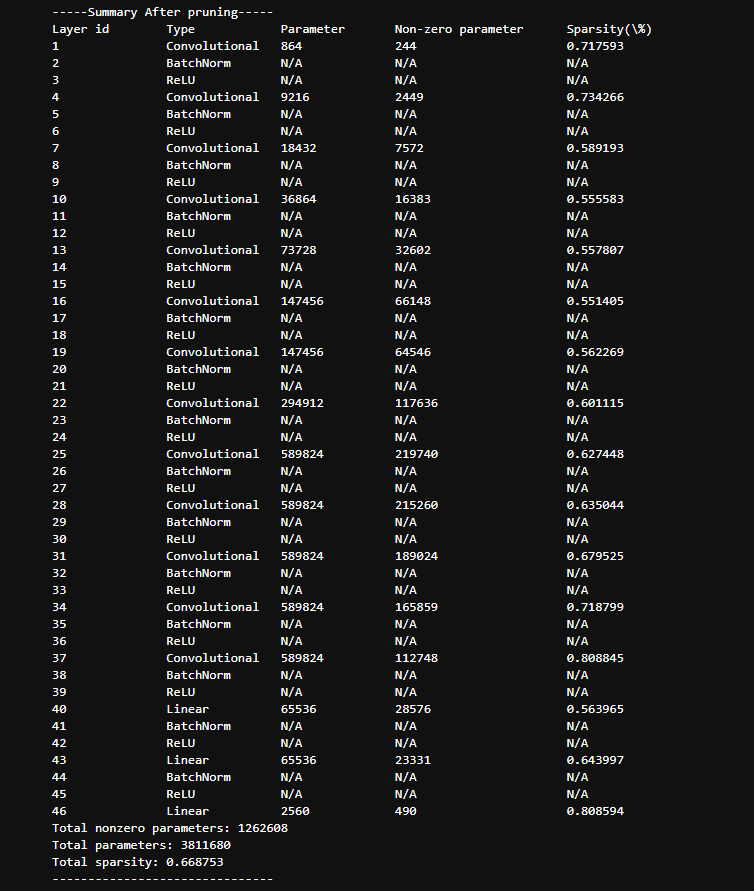 -----Summary After pruning-----
Layer id Type Parameter Non-zero parameter Sparsity(\%)
1 Convolutional 864 244 0.717593
2 BatchNorm N/A N/A N/A
3 ReLU N/A N/A N/A
4 Convolutional 9216 2449 0.734266
5 BatchNorm N/A N/A N/A
6 ReLU N/A N/A N/A
7 Convolutional 18432 7572 0.589193
8 BatchNorm N/A N/A N/A
9 ReLU N/A N/A N/A
10 Convolutional 36864 16383 0.555583
11 BatchNorm N/A N/A N/A
12 ReLU N/A N/A N/A
13 Convolutional 73728 32602 0.557807
14 BatchNorm N/A N/A N/A
15 ReLU N/A N/A N/A
16 Convolutional 147456 66148 0.551405
17 BatchNorm N/A N/A N/A
18 ReLU N/A N/A N/A
19 Convolutional 147456 64546 0.562269
20 BatchNorm N/A N/A N/A
21 ReLU N/A N/A N/A
22 Convolutional 294912 117636 0.601115
23 BatchNorm N/A N/A N/A
24 ReLU N/A N/A N/A
25 Convolutional 589824 219740 0.627448
26 BatchNorm N/A N/A N/A
27 ReLU N/A N/A N/A
28 Convolutional 589824 215260 0.635044
29 BatchNorm N/A N/A N/A
30 ReLU N/A N/A N/A
31 Convolutional 589824 189024 0.679525
32 BatchNorm N/A N/A N/A
33 ReLU N/A N/A N/A
34 Convolutional 589824 165859 0.718799
35 BatchNorm N/A N/A N/A
36 ReLU N/A N/A N/A
37 Convolutional 589824 112748 0.808845
38 BatchNorm N/A N/A N/A
39 ReLU N/A N/A N/A
40 Linear 65536 28576 0.563965
41 BatchNorm N/A N/A N/A
42 ReLU N/A N/A N/A
43 Linear 65536 23331 0.643997
44 BatchNorm N/A N/A N/A
45 ReLU N/A N/A N/A
46 Linear 2560 490 0.808594
Total nonzero parameters: 1262608
Total parameters: 3811680
Total sparsity: 0.668753
-------------------------------